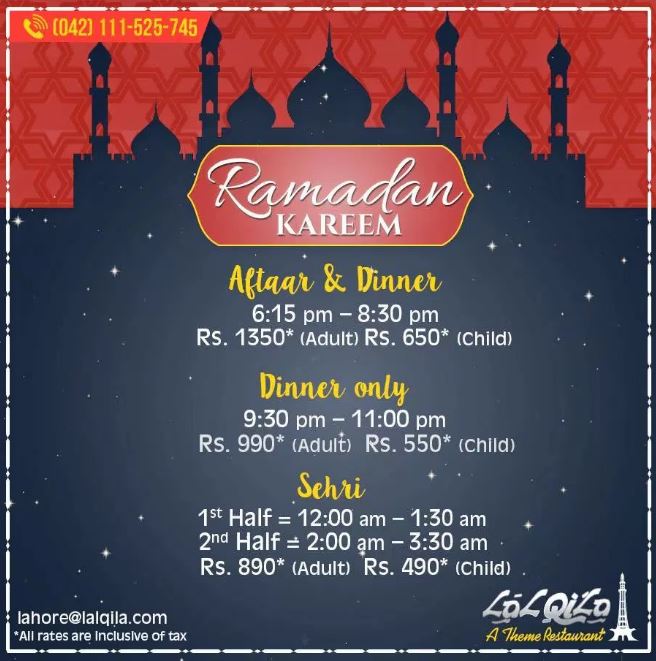 (042) 111-525-745
Ramadan
KAREEM
Aftaar & Dinner
6:15 pm – 8:30 pm
Rs. 1350* (Adult) Rs. 650* (Child)
Dinner only
9:30 pm – 11:00 pm
Rs. 990* (Adult) Rs. 550* (Child)
Sehri
1st Half = 12:00 am – 1:30 am
2nd Half = 2:00 am – 3:30 am
Rs. 890* (Adult) Rs. 490* (Child)
lahore@lalqila.com
*All rates are inclusive of tax
LaL QiLa
A Theme Restaurant